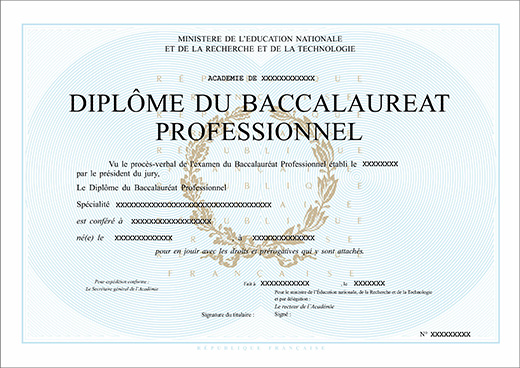 MINISTERE DE L'EDUCATION NATIONALE
ET DE LA RECHERCHE ET DE LA TECHNOLOGIE
ACADEMIE DE XXXXXXXXXXXX
DIPLÔME DU BACCALAUREAT
PROFESSIONNEL
Vu le procès-verbal de l'examen du Baccalauréat Professionnel établi le XXXXXXXX
par le président du jury,
Le Diplôme du Baccalauréat Professionnel
Spécialité XXXXXXXXXXXXXXXXXXXXXXXXXXXXXXXXXX
est conféré à XXXXXXXXXXXXXXXXXX
né(e) le XXXXXXXXXXXXX , à XXXXXXXXXXXXXX
pour en jouir avec les droits et prérogatives qui y sont attachés.
Pour expédition conforme :
Le Secrétaire général de l'Académie
Fait à XXXXXXXXXXXX , le XXXXXXX
Pour le ministre de l'Education nationale, de la Recherche et de la Technologie
et par délégation :
Le recteur de l'Académie
Signature du titulaire : Signé :
N° XXXXXXXXX
REPUBLIQUE FRANÇAISE